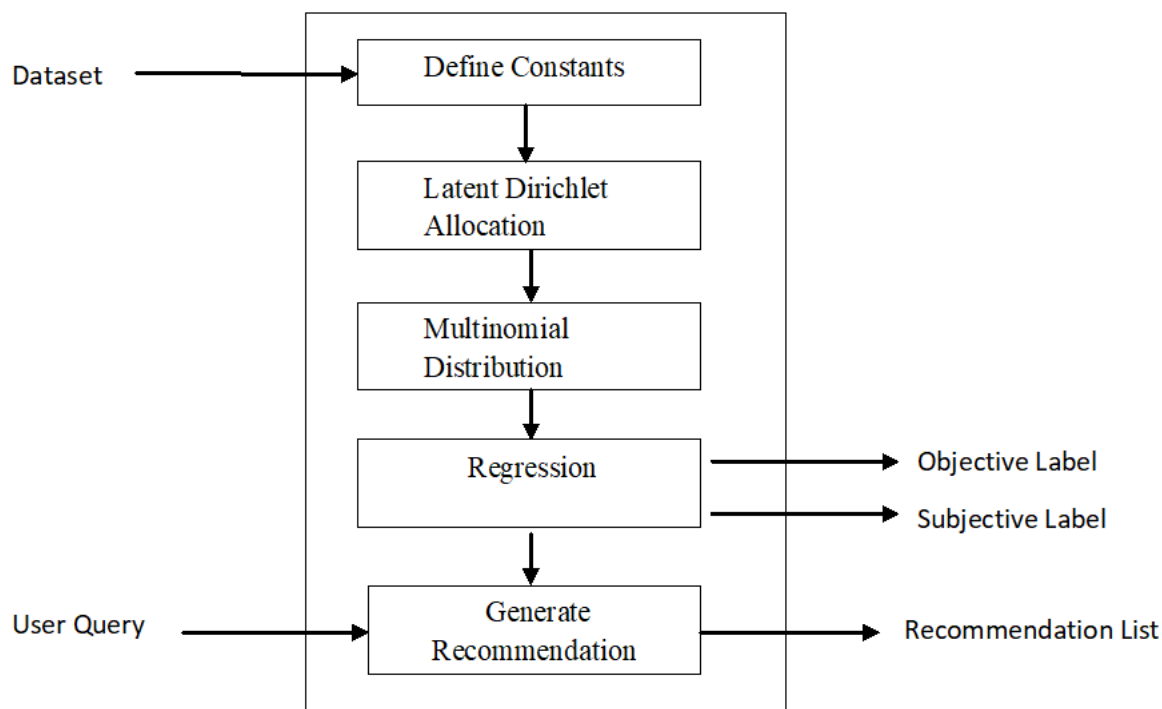 Dataset
Define Constants
Latent Dirichlet
Allocation
Multinomial
Distribution
Regression
Objective Label
Subjective Label
User Query
Generate
Recommendation
Recommendation List